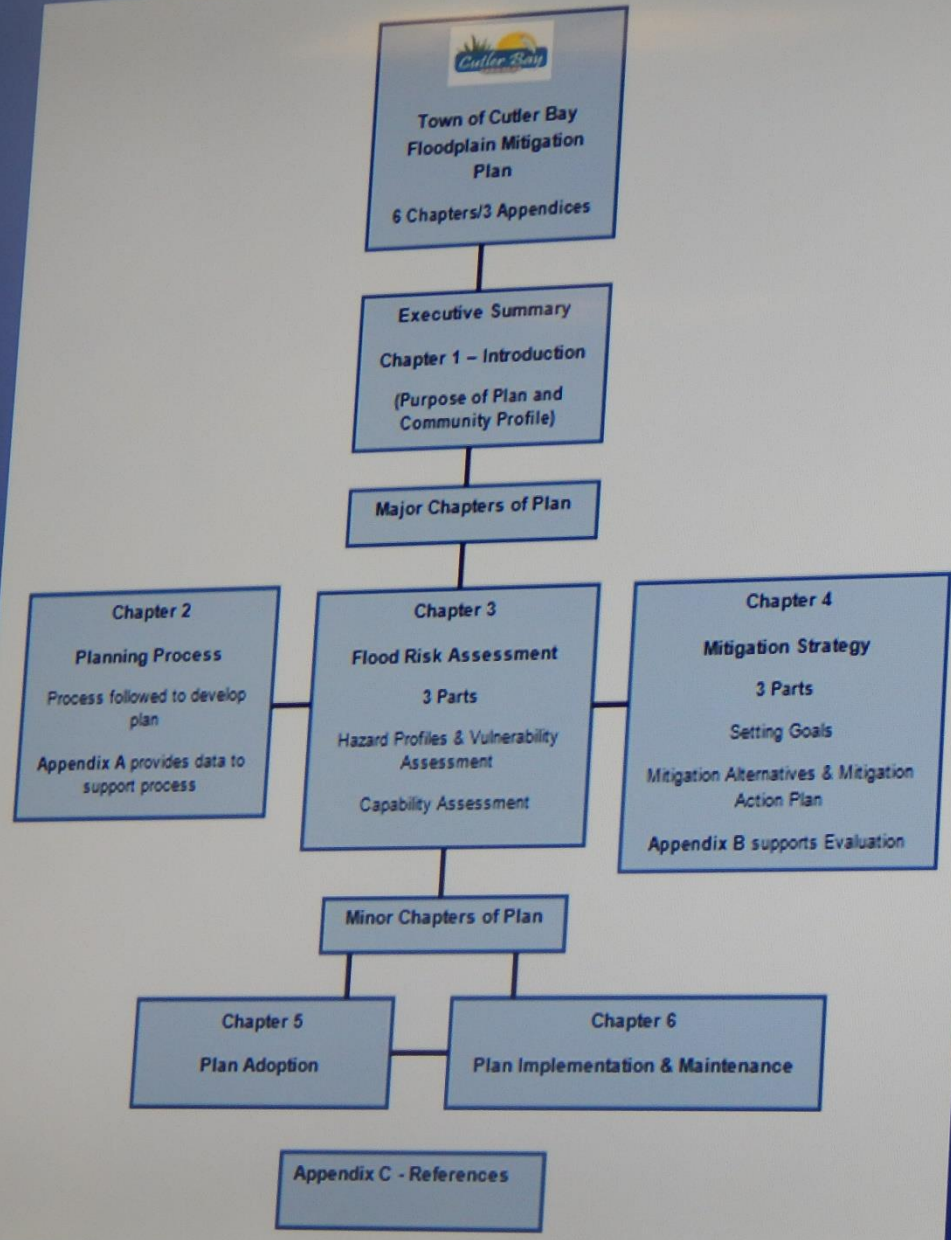 Cutler Bay
Town of Cutler Bay
Floodplain Mitigation
Plan
6 Chapters/3 Appendices
Executive Summary
Chapter 1 – Introduction
(Purpose of Plan and
Community Profile)
Major Chapters of Plan
Chapter 2
Planning Process
Process followed to develop
plan
Appendix A provides data to
support process
Chapter 3
Flood Risk Assessment
3 Parts
Hazard Profiles & Vulnerability
Assessment
Capability Assessment
Chapter 4
Mitigation Strategy
3 Parts
Setting Goals
Mitigation Alternatives & Mitigation
Action Plan
Appendix B supports Evaluation
Minor Chapters of Plan
Chapter 5
Plan Adoption
Chapter 6
Plan Implementation & Maintenance
Appendix C - References